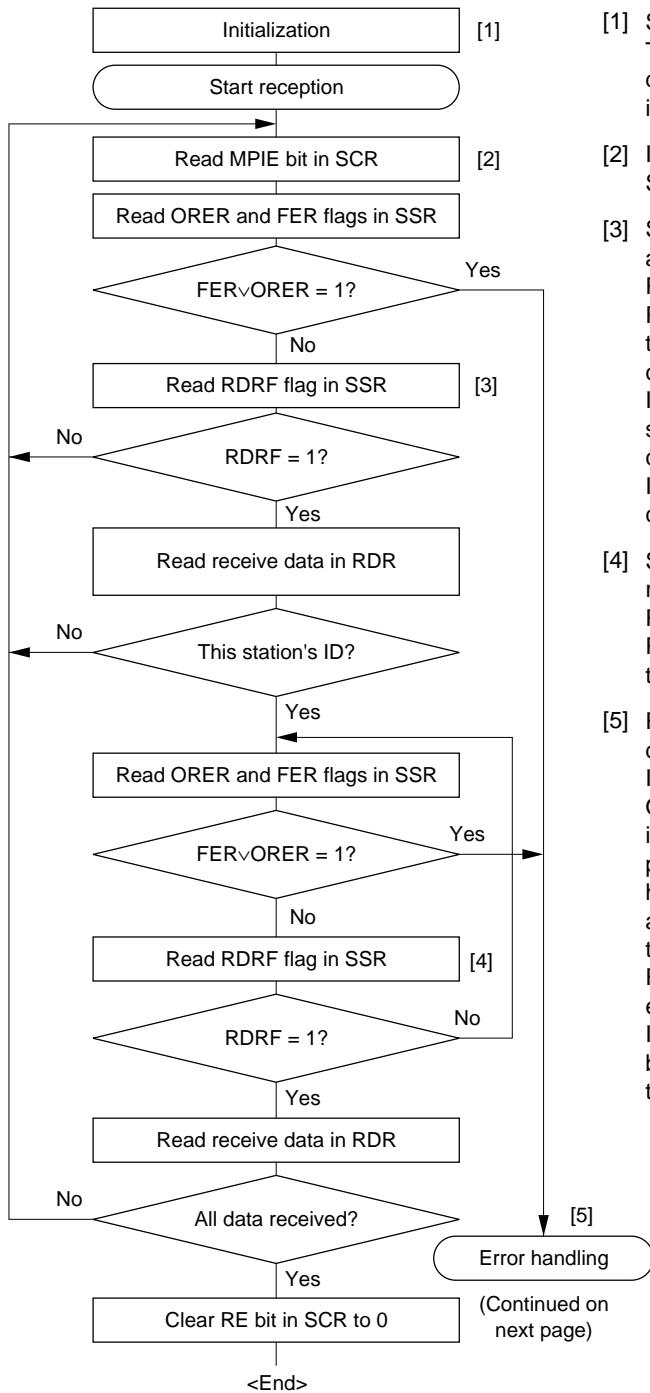 Initialization [1]
Start reception
Read MPIE bit in SCR [2]
Read ORER and FER flags in SSR
FER∨ORER = 1?
Yes
No
Read RDRF flag in SSR [3]
No
RDRF = 1?
Yes
Read receive data in RDR
No
This station's ID?
Yes
Read ORER and FER flags in SSR
FER∨ORER = 1?
Yes
No
Read RDRF flag in SSR [4]
No
RDRF = 1?
Yes
Read receive data in RDR
No
All data received?
[5]
Error handling
Yes
(Continued on
next page)
Clear RE bit in SCR to 0
<End>
[1]
[2]
[3]
[4]
[5]